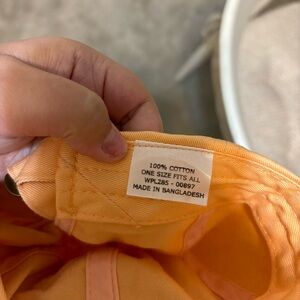 100% COTTON
ONE SIZE FITS ALL
WPL285 - 00897
MADE IN BANGLADESH